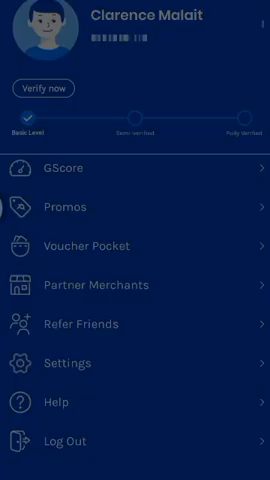 Clarence Malait
Verify now
Basic Level
Semi-verified
Fully Verified
GScore
Promos
Voucher Pocket
Partner Merchants
Refer Friends
Settings
Help
Log Out